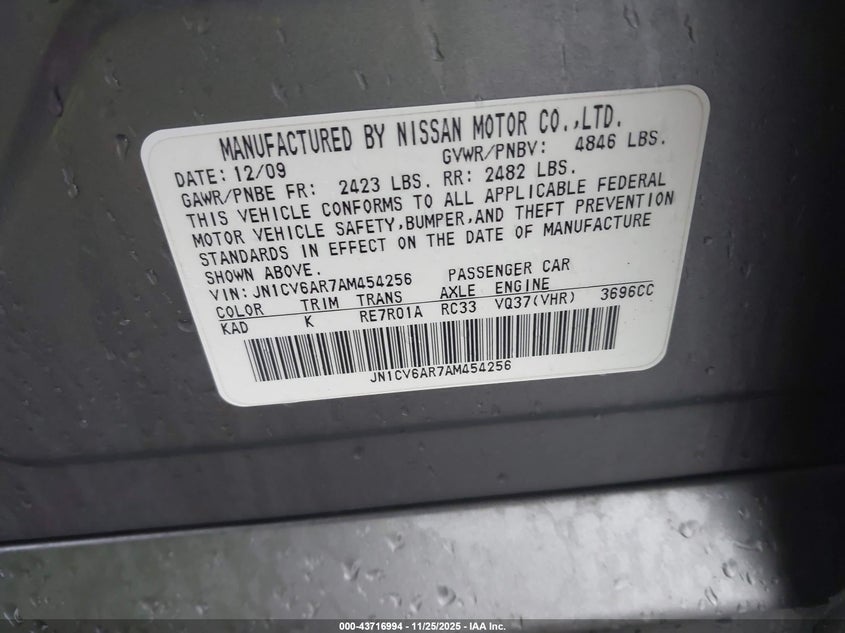 MANUFACTURED BY NISSAN MOTOR CO.,LTD.
DATE: 12/09 GVWR/PNBV: 4846 LBS.
GAWR/PNBE FR: 2423 LBS. RR: 2482 LBS.
THIS VEHICLE CONFORMS TO ALL APPLICABLE FEDERAL
MOTOR VEHICLE SAFETY,BUMPER,AND THEFT PREVENTION
STANDARDS IN EFFECT ON THE DATE OF MANUFACTURE
SHOWN ABOVE.
VIN: JN1CV6AR7AM454256 PASSENGER CAR
COLOR TRIM TRANS AXLE ENGINE
KAD K RE7R01A RC33 VQ37(VHR) 3696CC
JN1CV6AR7AM454256
000-43716994 - 11/25/2025 - IAA Inc.